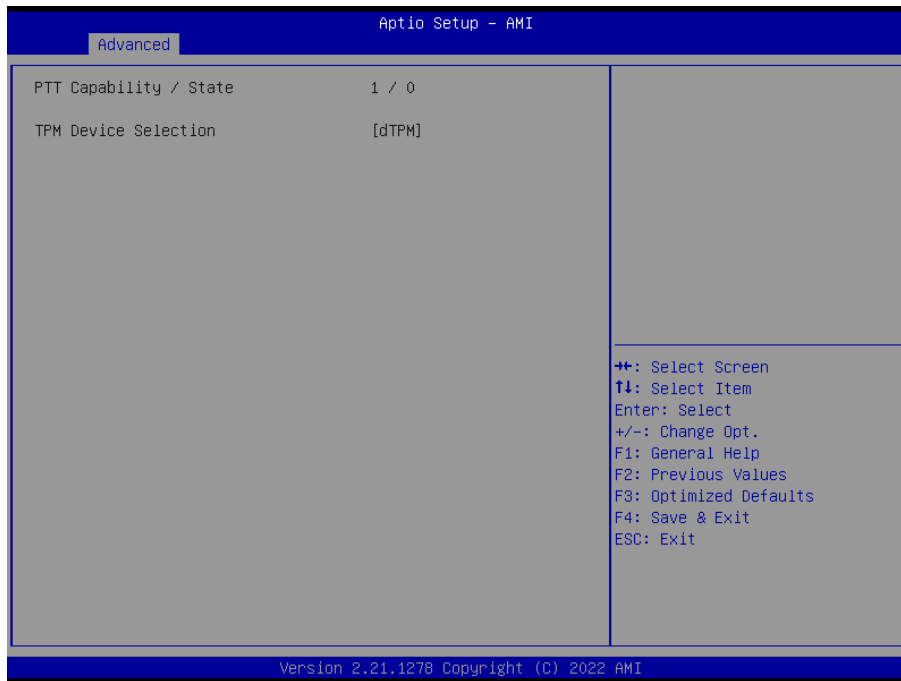 Aptio Setup - AMI
Advanced
PTT Capability / State 1 / 0
TPM Device Selection [dTPM]
→←: Select Screen
↑↓: Select Item
Enter: Select
+/-: Change Opt.
F1: General Help
F2: Previous Values
F3: Optimized Defaults
F4: Save & Exit
ESC: Exit
Version 2.21.1278 Copyright (C) 2022 AMI